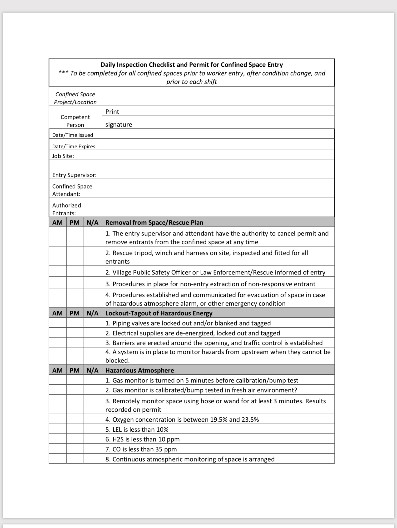 Daily Inspection Checklist and Permit for Confined Space Entry
*** To be completed for all confined spaces prior to worker entry, after condition change, and
prior to each shift
Confined Space
Project/Location
Competent
Person
Print
signature
Date/Time Issued
Date/Time Expires
Job Site:
Entry Supervisor:
Confined Space
Attendant:
Authorized
Entrants:
AM PM N/A Removal from Space/Rescue Plan
1. The entry supervisor and attendant have the authority to cancel permit and
remove entrants from the confined space at any time
2. Rescue tripod, winch and harness on site, inspected and fitted for all
entrants
2. Village Public Safety Officer or Law Enforcement/Rescue informed of entry
3. Procedures in place for non-entry extraction of non-responsive entrant
4. Procedures established and communicated for evacuation of space in case
of hazardous atmosphere alarm, or other emergency condition
AM PM N/A Lockout-Tagout of Hazardous Energy
1. Piping valves are locked out and/or blanked and tagged
2. Electrical supplies are de-energized, locked out and tagged
3. Barriers are erected around the opening, and traffic control is established
4. A system is in place to monitor hazards from upstream when they cannot be
blocked.
AM PM N/A Hazardous Atmosphere
1. Gas monitor is turned on 5 minutes before calibration/bump test
2. Gas monitor is calibrated/bump tested in fresh air environment?
3. Remotely monitor space using hose or wand for at least 3 minutes. Results
recorded on permit
4. Oxygen concentration is between 19.5% and 23.5%
5. LEL is less than 10%
6. H2S is less than 10 ppm
7. CO is less than 35 ppm
8. Continuous atmospheric monitoring of space is arranged